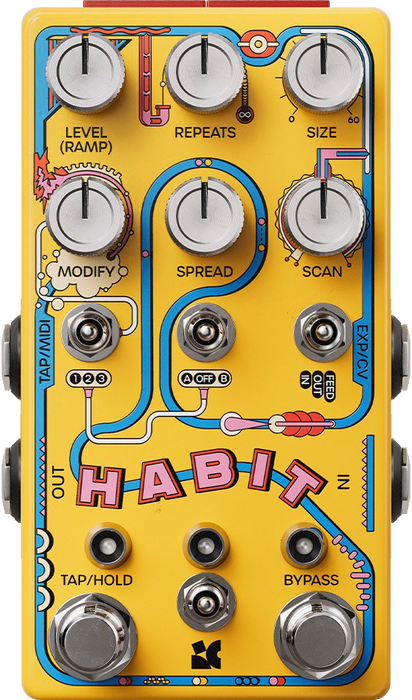 LEVEL REPEATS SIZE
(RAMP)
60
MODIFY SPREAD SCAN
TAP/MIDI
EXP/CV
1 2 3
A OFF B
IN OUT FEED
OUT
HABIT
IN
TAP/HOLD BYPASS